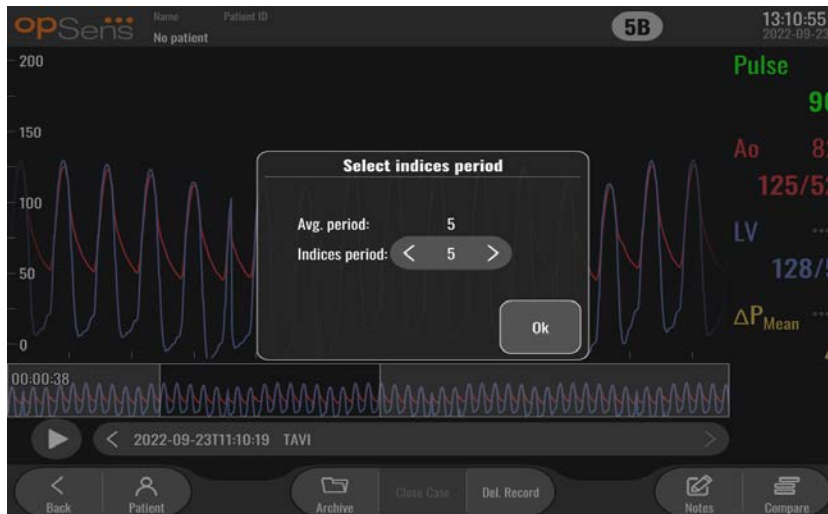 opSens
Name Patient ID
No patient
5B
13:10:55
2022-09-23
200
150
100
50
0
Pulse
Ao
125/52
LV ---
128/
ΔPMean ---
Select indices period
Avg. period: 5
Indices period: < 5 >
Ok
00:00:38
< 2022-09-23T11:10:19 TAVI >
Back
Patient
Archive
Close Case
Del. Record
Notes
Compare